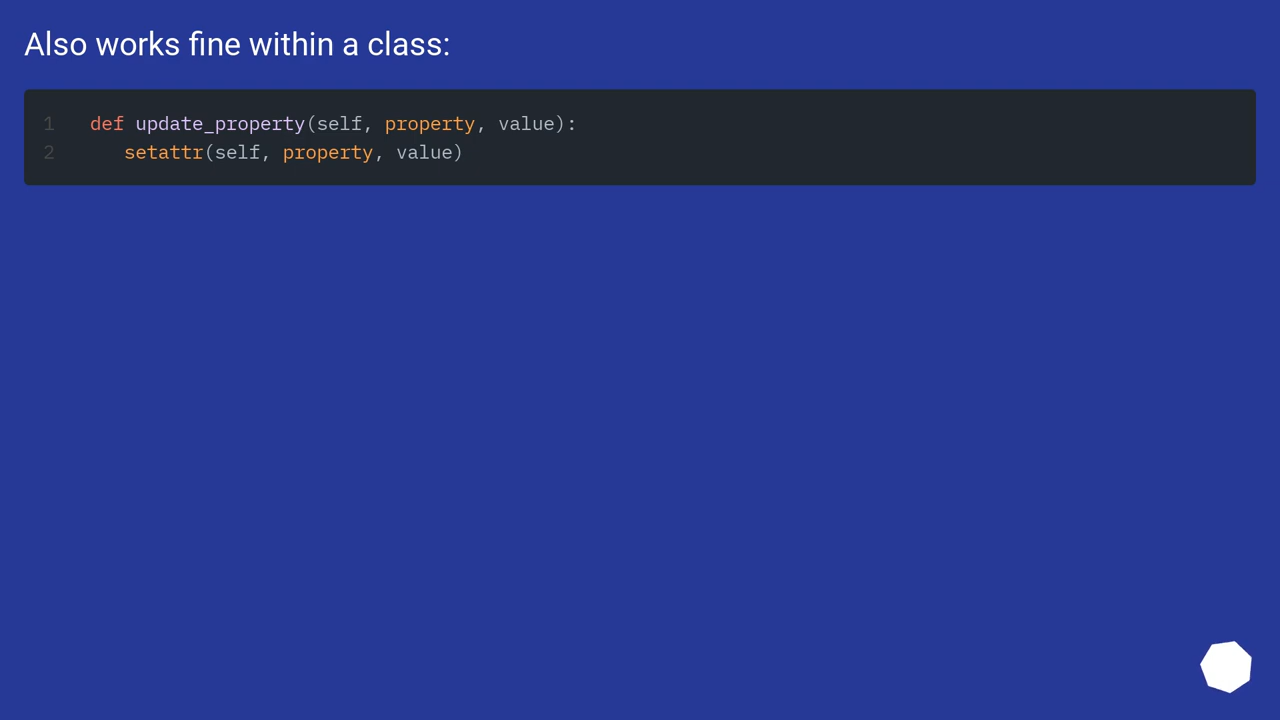 Also works fine within a class:
1 def update_property(self, property, value):
2 setattr(self, property, value)